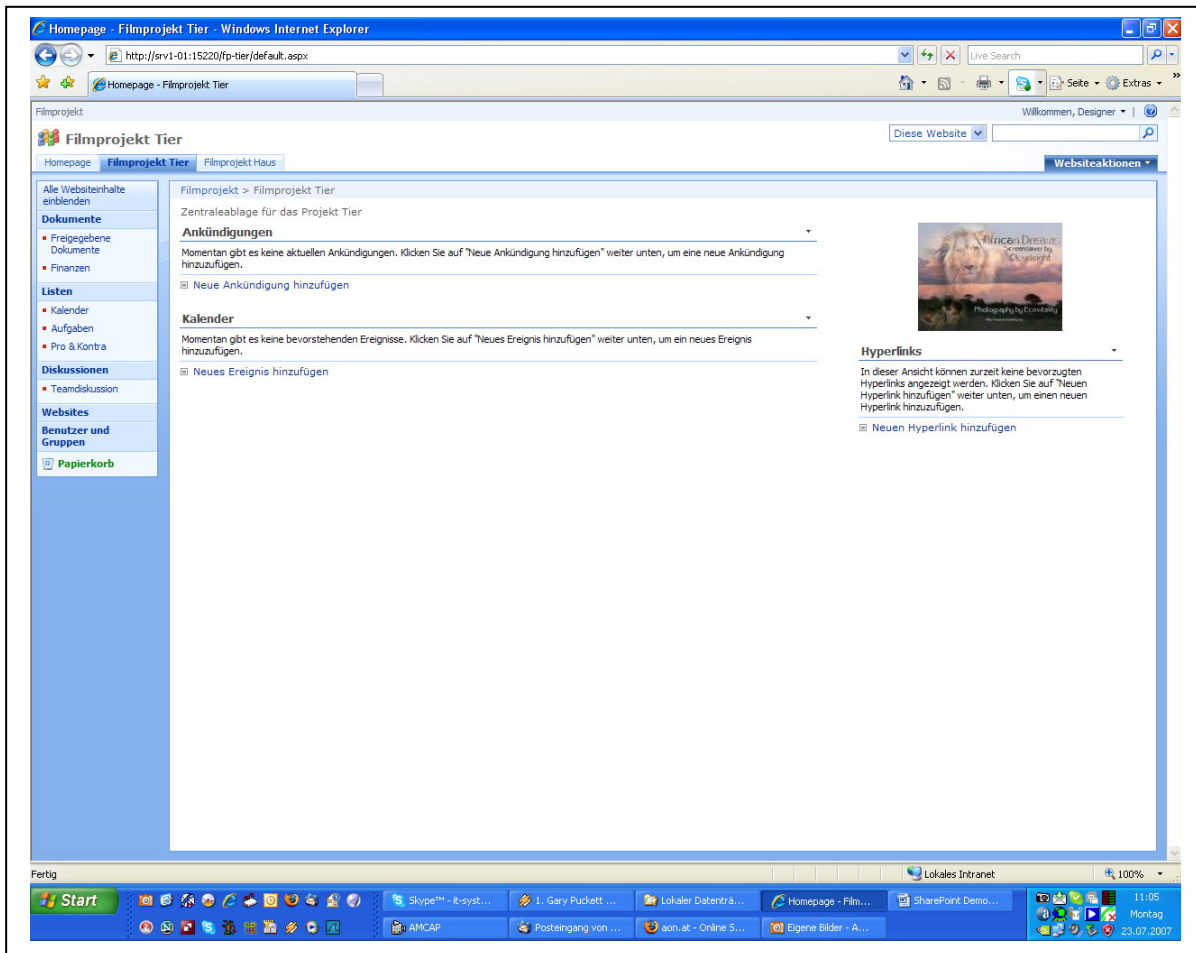 Homepage - Filmprojekt Tier - Windows Internet Explorer
http://srv1-01:15220/fp-tier/default.aspx
Live Search
Homepage - Filmprojekt Tier
Seite
Extras
Filmprojekt
Willkommen, Designer
Filmprojekt Tier
Diese Website
Homepage
Filmprojekt Tier
Filmprojekt Haus
Websiteaktionen
Alle Websiteinhalte
einblenden
Dokumente
Freigegebene
Dokumente
Finanzen
Listen
Kalender
Aufgaben
Pro & Kontra
Diskussionen
Teamdiskussion
Websites
Benutzer und
Gruppen
Papierkorb
Filmprojekt > Filmprojekt Tier
Zentraleablage für das Projekt Tier
Ankündigungen
Momentan gibt es keine aktuellen Ankündigungen. Klicken Sie auf "Neue Ankündigung hinzufügen" weiter unten, um eine neue Ankündigung
hinzuzufügen.
Neue Ankündigung hinzufügen
Kalender
Momentan gibt es keine bevorstehenden Ereignisse. Klicken Sie auf "Neues Ereignis hinzufügen" weiter unten, um ein neues Ereignis
hinzuzufügen.
Neues Ereignis hinzufügen
African Dreams
Screensaver by
Cloudeight
Photography by Ecovitality
Hyperlinks
In dieser Ansicht können zurzeit keine bevorzugten
Hyperlinks angezeigt werden. Klicken Sie auf "Neuen
Hyperlink hinzufügen" weiter unten, um einen neuen
Hyperlink hinzuzufügen.
Neuen Hyperlink hinzufügen
Fertig
Lokales Intranet
100%
Start
Skype™ - it-syst...
1. Gary Puckett ...
Lokaler Datenträ...
Homepage - Film...
SharePoint Demo...
AMCAP
Posteingang von ...
aon.at - Online S...
Eigene Bilder - A...
11:05
Montag
23.07.2007